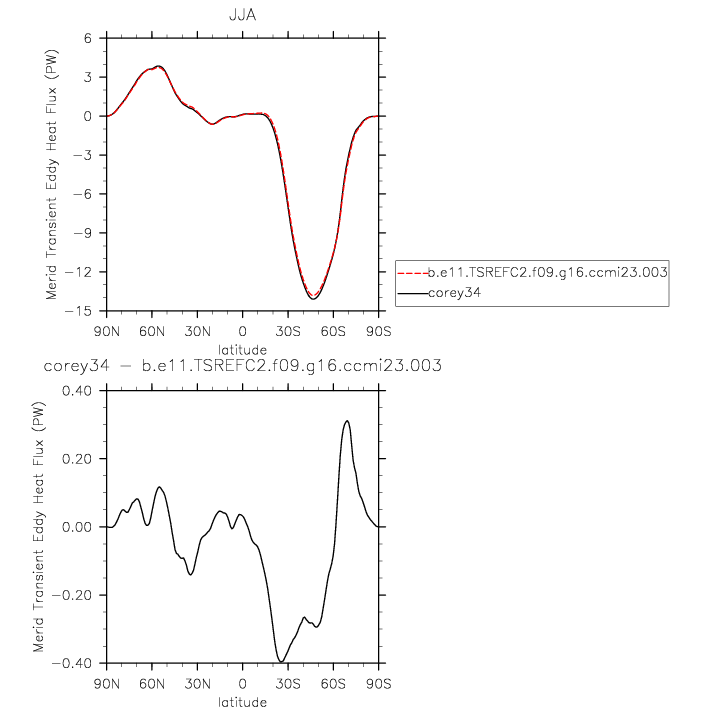 JJA
Merid Transient Eddy Heat Flux (PW)
6
3
0
−3
−6
−9
−12
−15
90N 60N 30N 0 30S 60S 90S
latitude
b.e11.TSREFC2.f09.g16.ccmi23.003
corey34
corey34 − b.e11.TSREFC2.f09.g16.ccmi23.003
Merid Transient Eddy Heat Flux (PW)
0.40
0.20
0.00
−0.20
−0.40
90N 60N 30N 0 30S 60S 90S
latitude